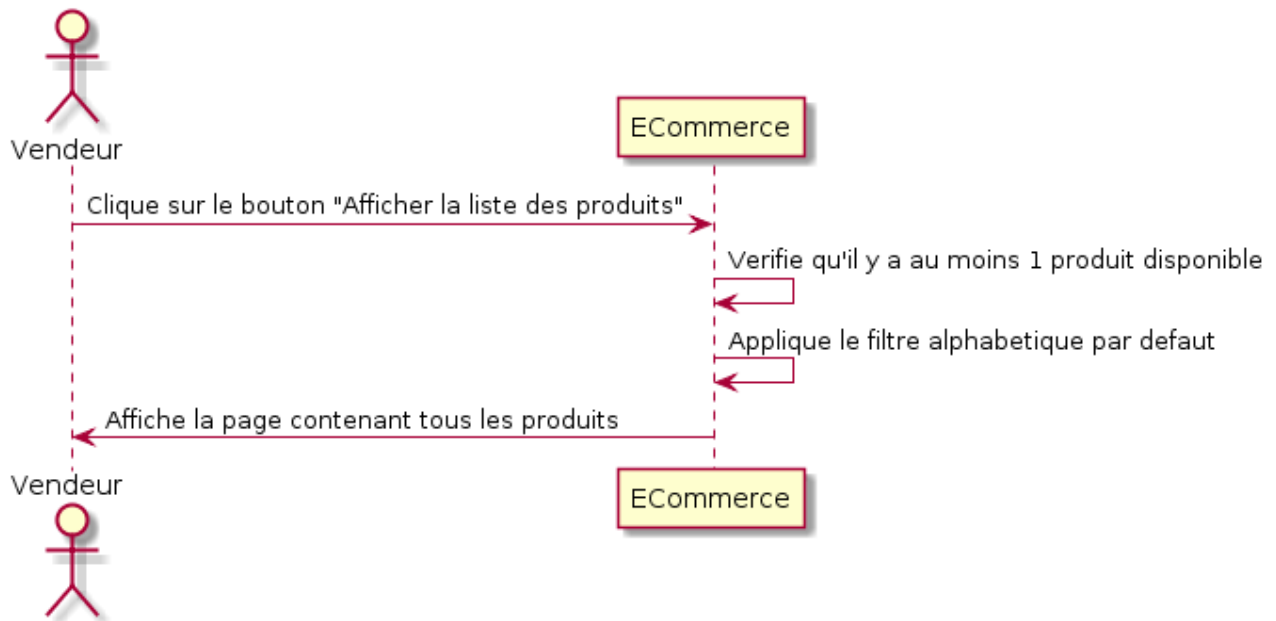 Vendeur
ECommerce
Clique sur le bouton "Afficher la liste des produits"
Verifie qu'il y a au moins 1 produit disponible
Applique le filtre alphabetique par defaut
Affiche la page contenant tous les produits
Vendeur
ECommerce